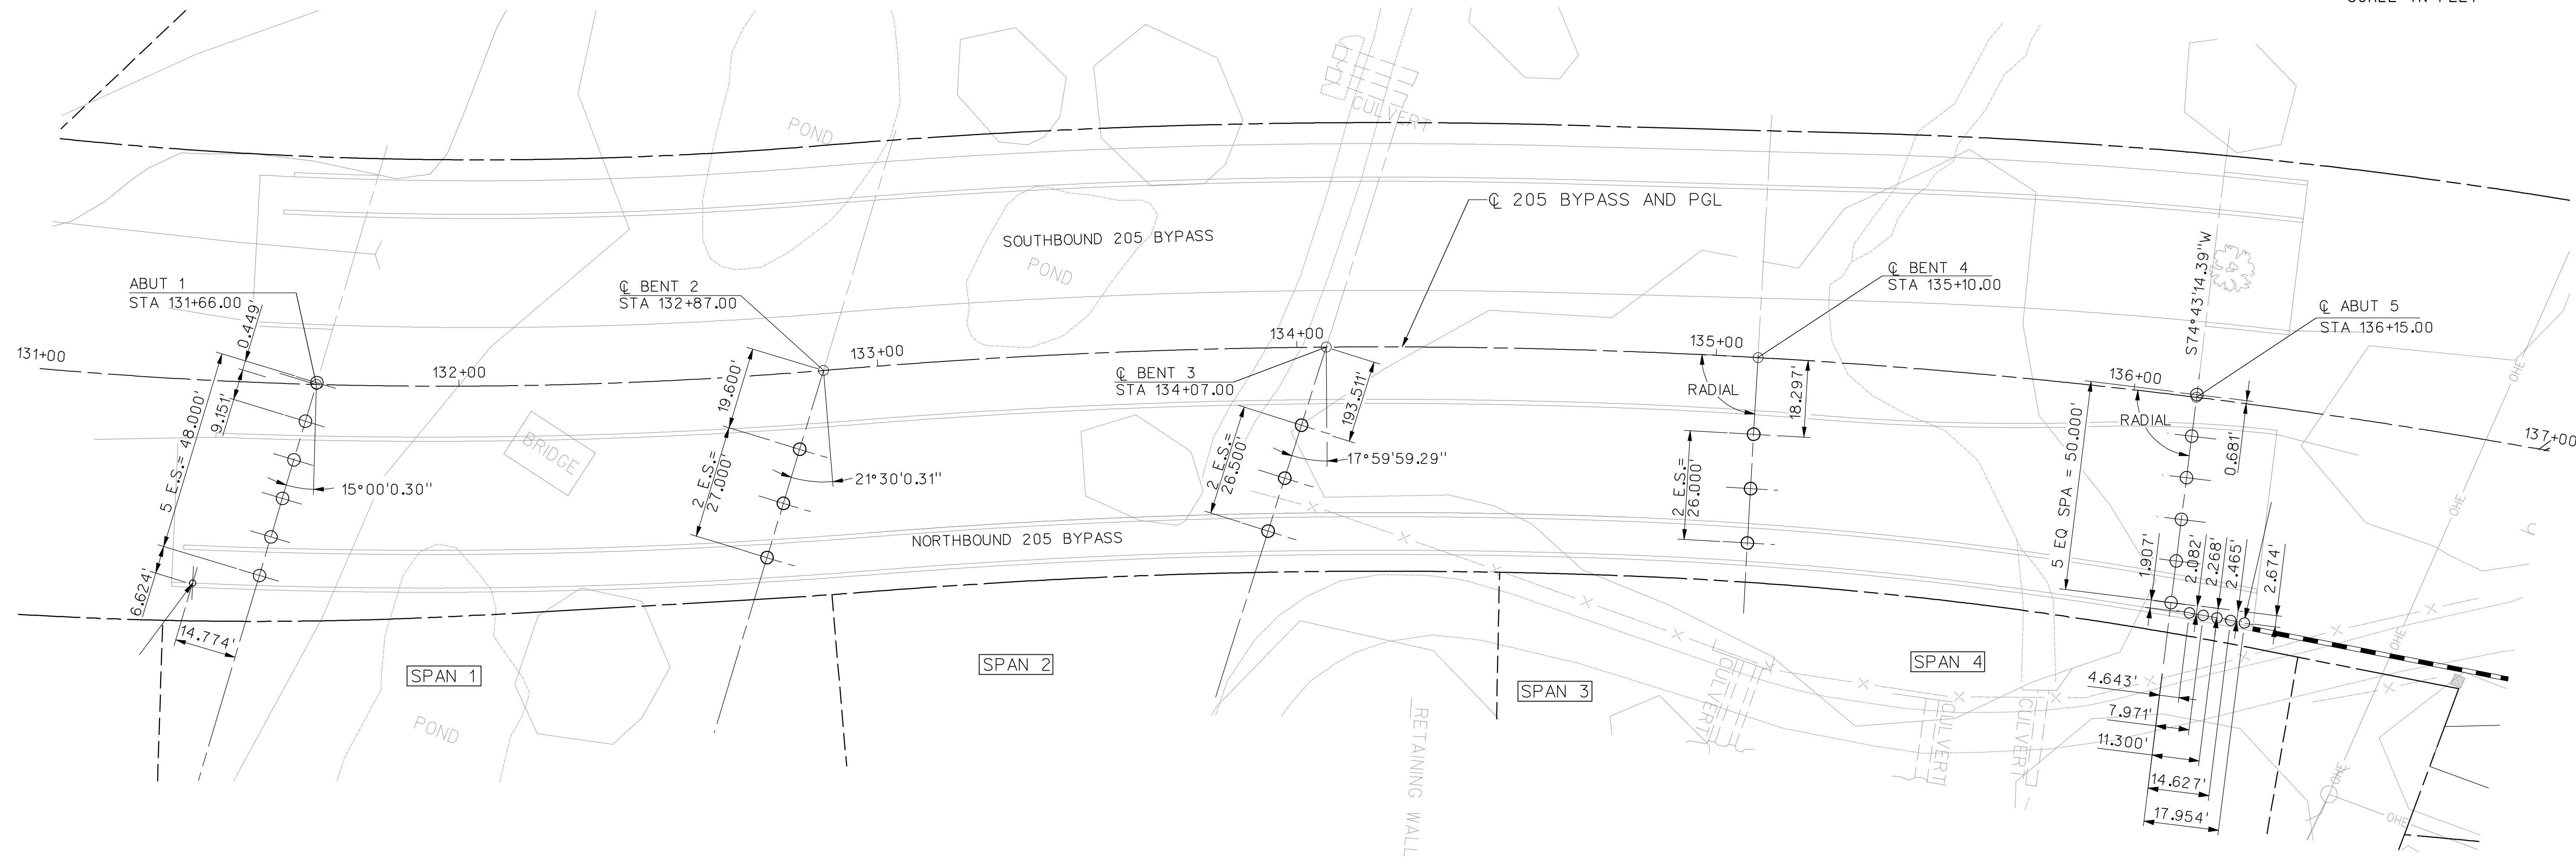 SCALE IN FEET
CULVERT
POND
℄ 205 BYPASS AND PGL
SOUTHBOUND 205 BYPASS
POND
S74°43'14.39"W
ABUT 1
STA 131+66.00
℄ BENT 2
STA 132+87.00
℄ BENT 4
STA 135+10.00
℄ ABUT 5
STA 136+15.00
0.449'
131+00
132+00
133+00
134+00
135+00
136+00
137+00
℄ BENT 3
STA 134+07.00
5 E.S.= 48.000'
9.151'
19.600'
193.511'
RADIAL
18.297'
RADIAL
0.681'
OHE
BRIDGE
15°00'0.30"
2 E.S.=
27.000'
21°30'0.31"
2 E.S.=
26.500'
17°59'59.29"
2 E.S.=
26.000'
5 EQ SPA = 50.000'
OHE
h
NORTHBOUND 205 BYPASS
6.624'
14.774'
1.907'
2.082'
2.268'
2.465'
2.674'
OHE
SPAN 1
SPAN 2
SPAN 3
SPAN 4
POND
RETAINING WALL
CULVERT
CULVERT
CULVERT
4.643'
7.971'
11.300'
14.627'
17.954'
OHE
OHE